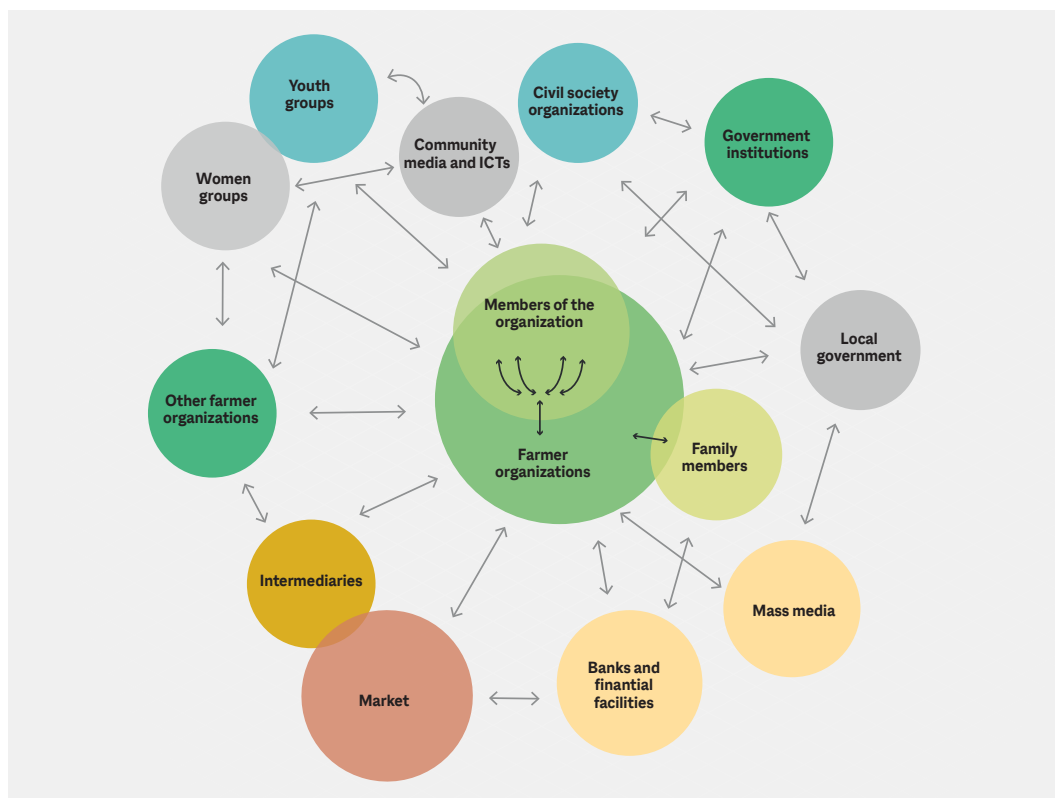 Youth
groups
Civil society
organizations
Community
media and ICTs
Government
institutions
Women
groups
Members of the
organization
Local
government
Other farmer
organizations
Farmer
organizations
Family
members
Intermediaries
Mass media
Banks and
finantial
facilities
Market